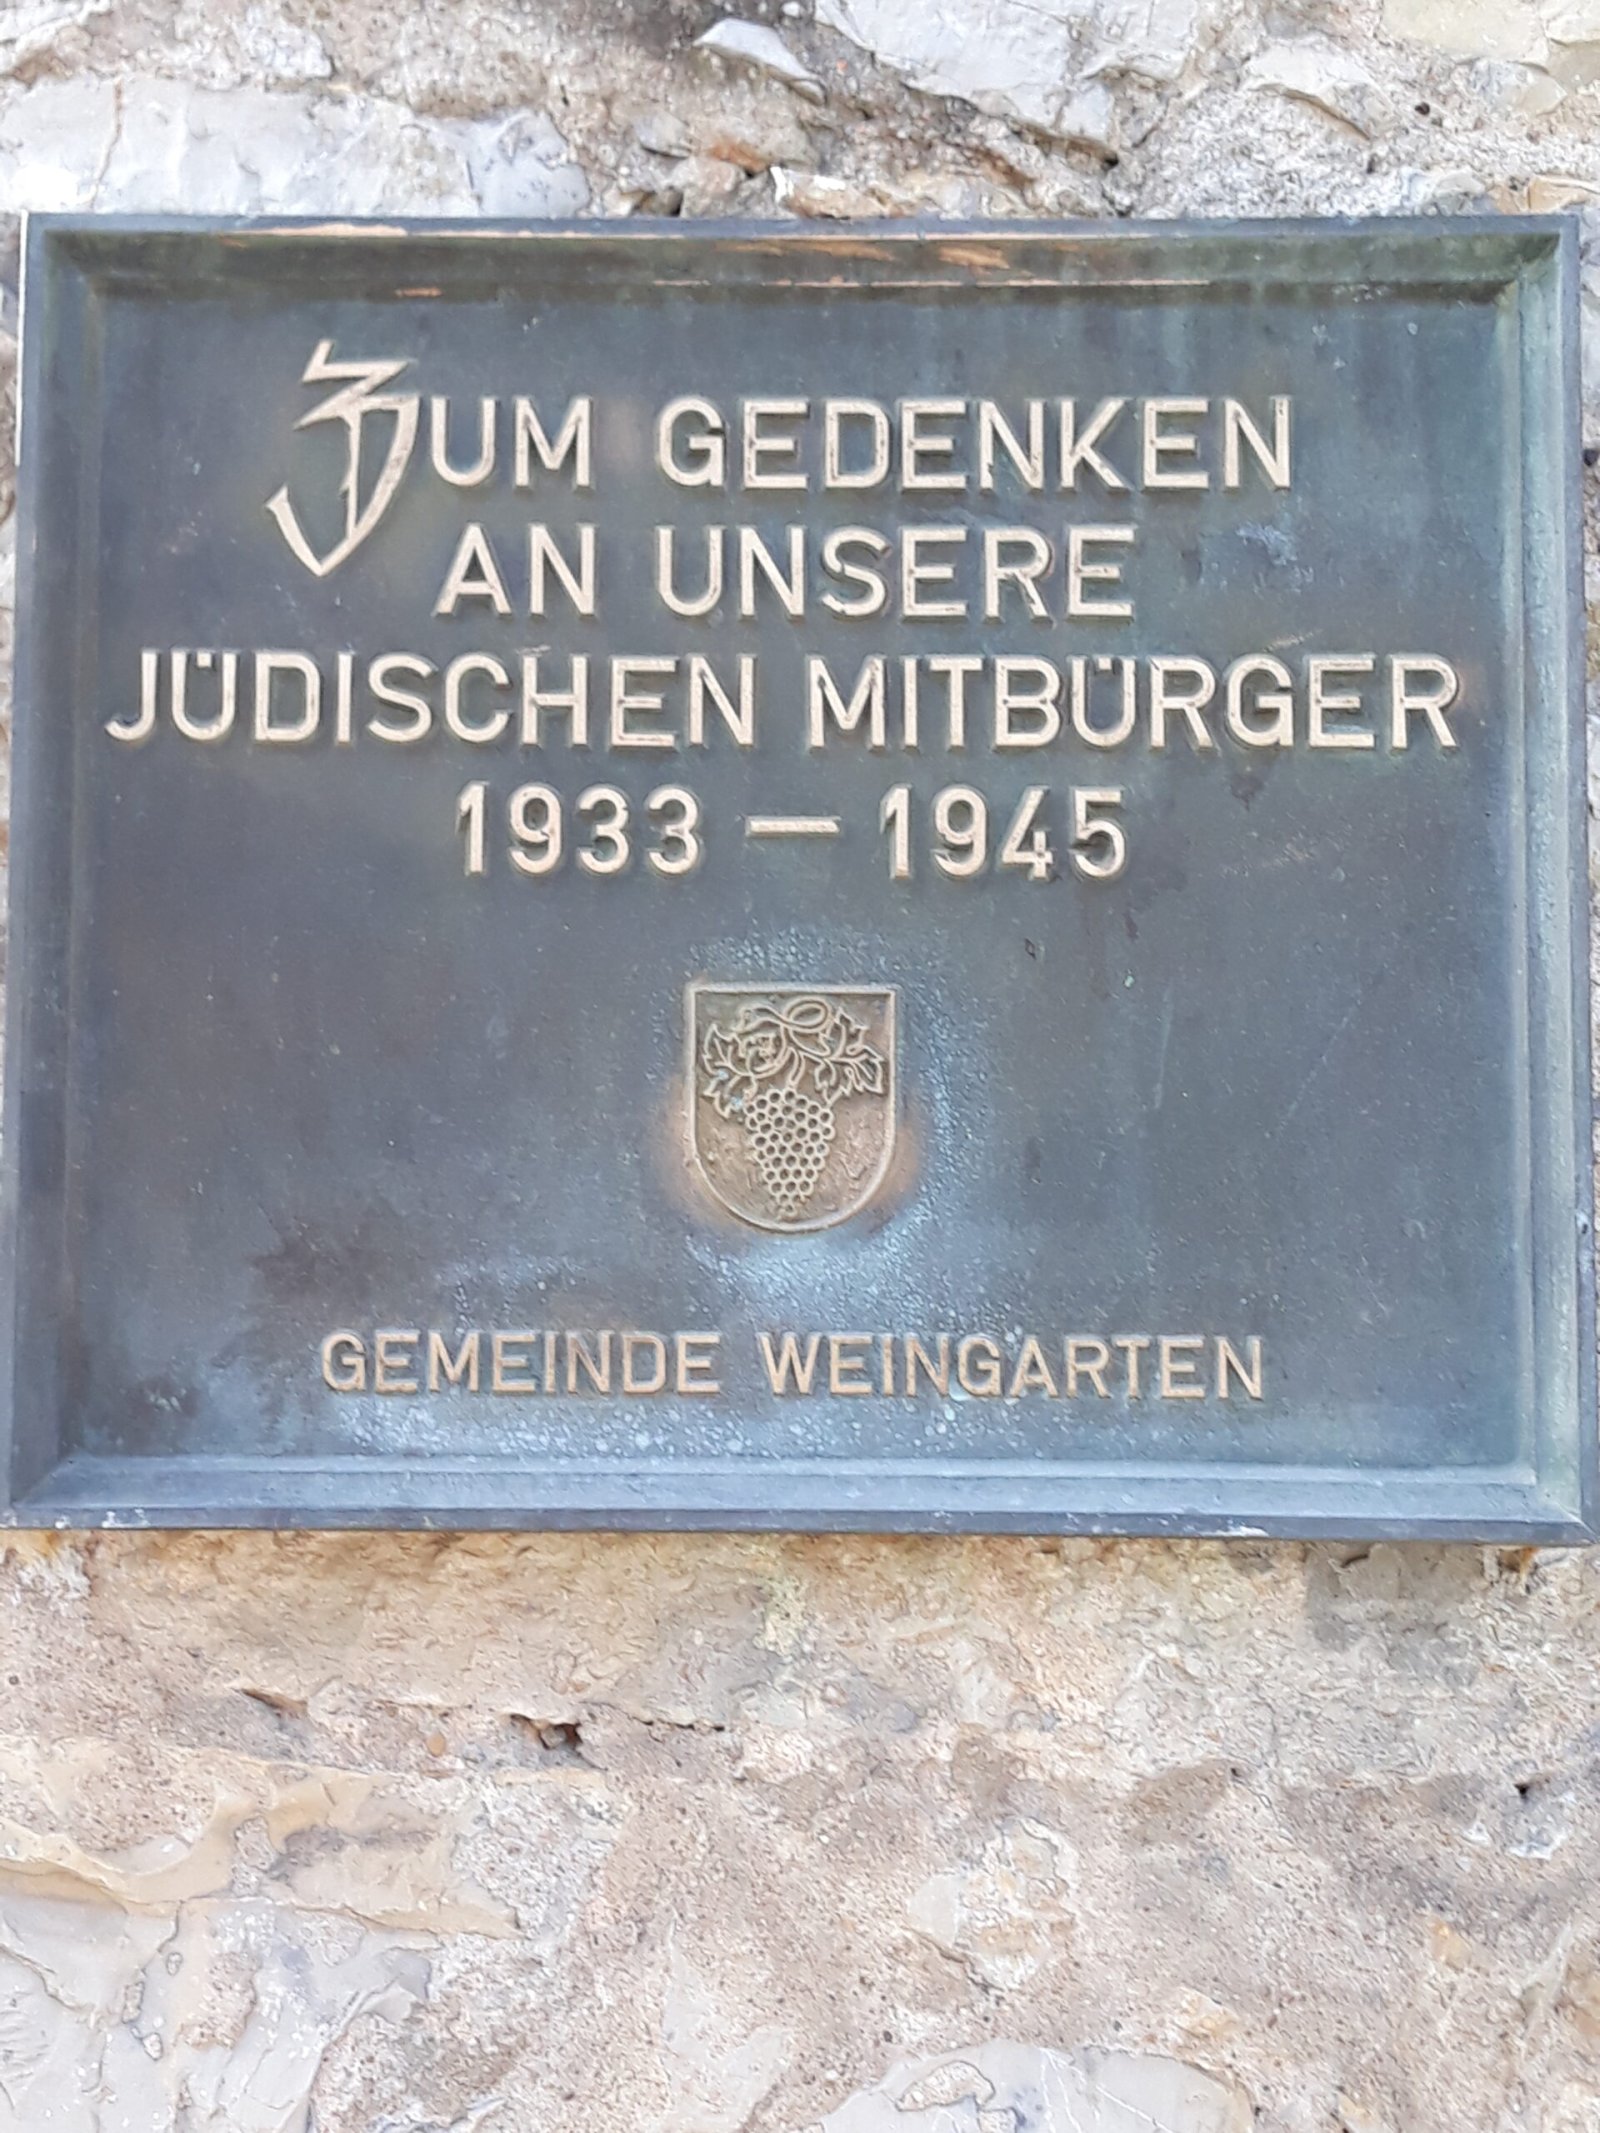 ZUM GEDENKEN
AN UNSERE
JÜDISCHEN MITBÜRGER
1933 – 1945
GEMEINDE WEINGARTEN